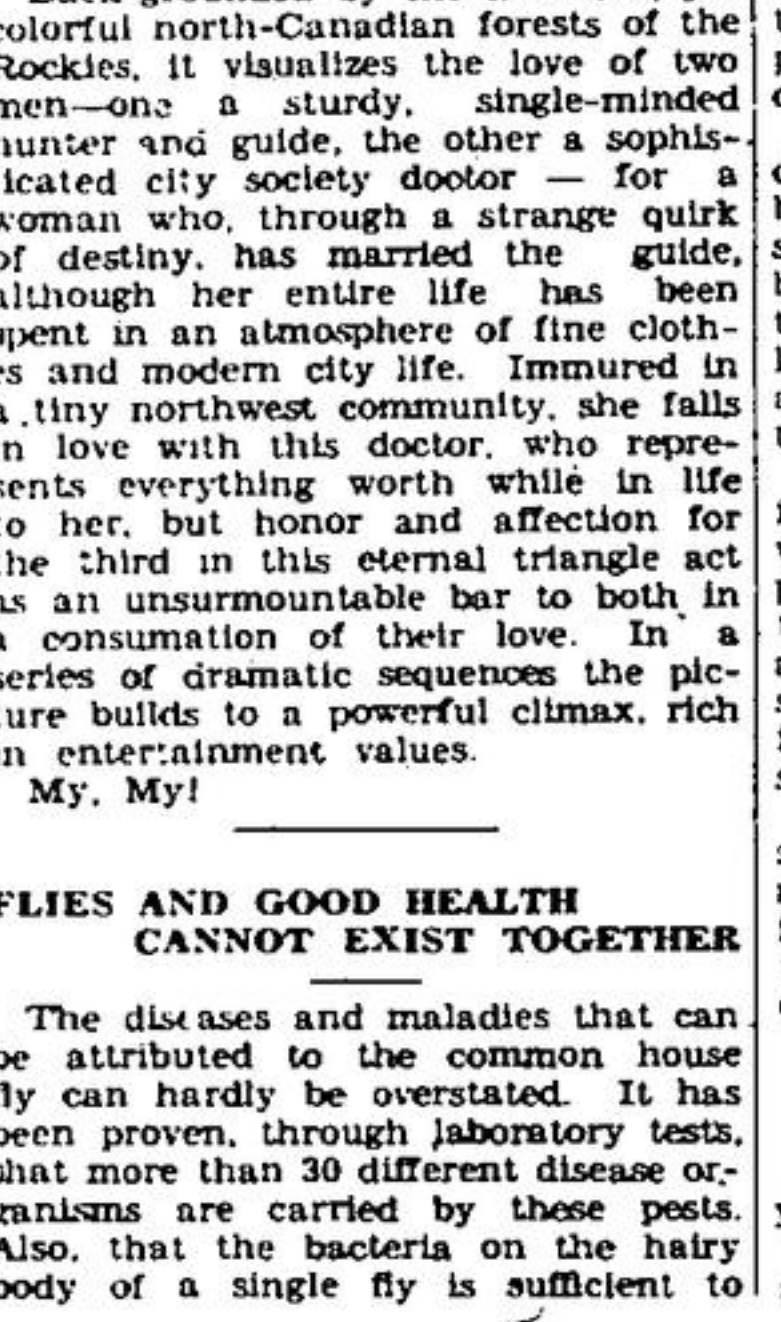 colorful north-Canadian forests of the
Rockies, it visualizes the love of two
men—one a sturdy, single-minded
hunter and guide, the other a sophis-
ticated city society doctor — for a
woman who, through a strange quirk
of destiny, has married the guide,
although her entire life has been
spent in an atmosphere of fine cloth-
es and modern city life. Immured in
a tiny northwest community, she falls
in love with this doctor, who repre-
sents everything worth while in life
to her, but honor and affection for
the third in this eternal triangle act
as an unsurmountable bar to both in
a consumation of their love. In a
series of dramatic sequences the pic-
ture builds to a powerful climax, rich
in entertainment values.
My, My!
FLIES AND GOOD HEALTH
CANNOT EXIST TOGETHER
The diseases and maladies that can
be attributed to the common house
fly can hardly be overstated. It has
been proven, through laboratory tests,
that more than 30 different disease or-
ganisms are carried by these pests.
Also, that the bacteria on the hairy
body of a single fly is sufficient to